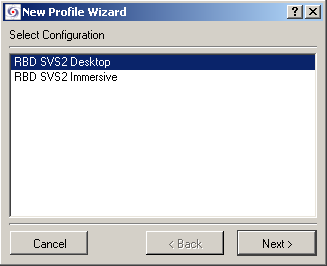 New Profile Wizard
Select Configuration
RBD SVS2 Desktop
RBD SVS2 Immersive
Cancel
< Back
Next >